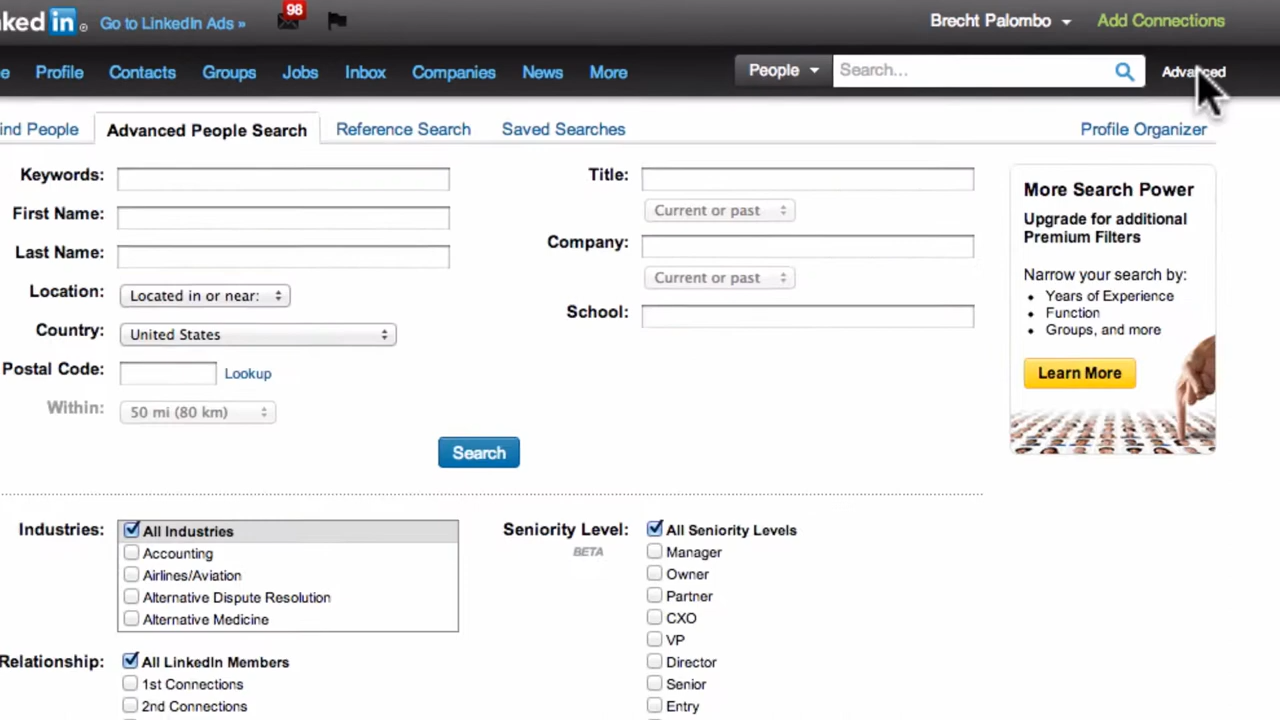 ked in® Go to LinkedIn Ads » 98 Brecht Palombo Add Connections
e Profile Contacts Groups Jobs Inbox Companies News More People Search... Advanced
ind People Advanced People Search Reference Search Saved Searches Profile Organizer
Keywords: Title:
Current or past
First Name:
Last Name: Company:
Current or past
Location: Located in or near:
School:
Country: United States
Postal Code: Lookup
Within: 50 mi (80 km)
Search
More Search Power
Upgrade for additional
Premium Filters
Narrow your search by:
• Years of Experience
• Function
• Groups, and more
Learn More
Industries: All Industries
Accounting
Airlines/Aviation
Alternative Dispute Resolution
Alternative Medicine
Seniority Level: All Seniority Levels
BETA Manager
Owner
Partner
CXO
VP
Director
Senior
Entry
Relationship: All LinkedIn Members
1st Connections
2nd Connections